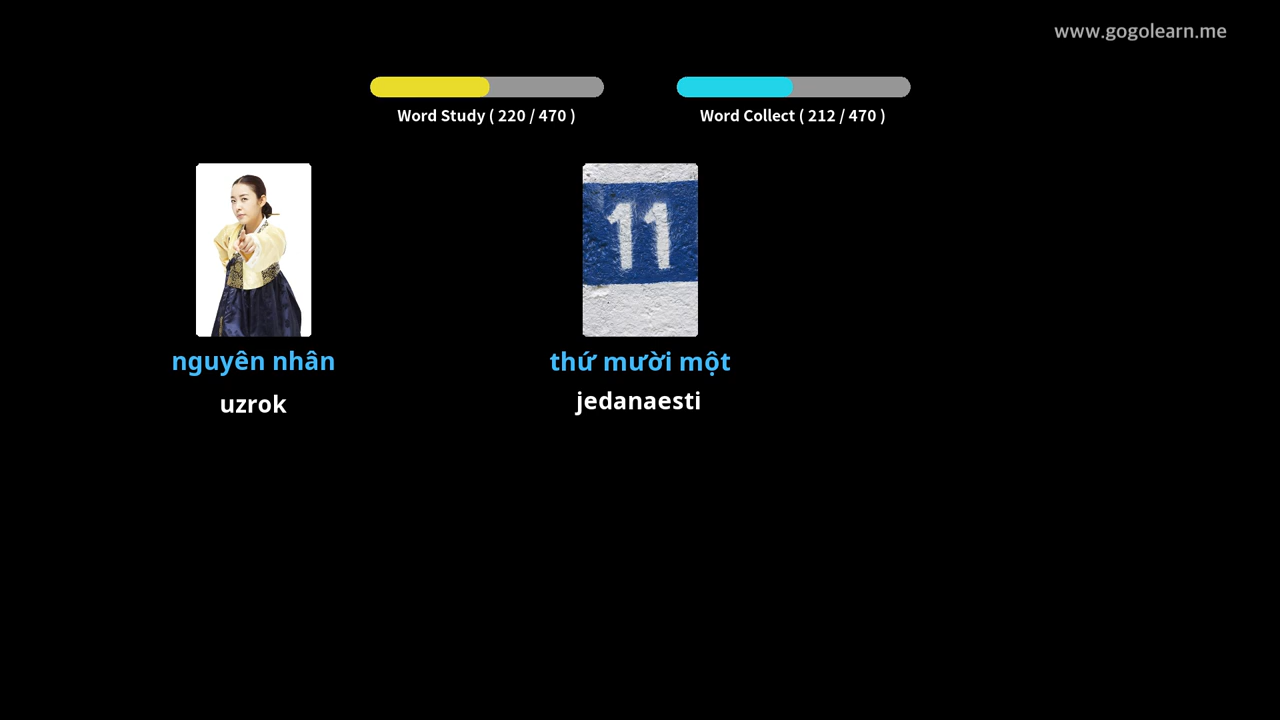 www.gogolearn.me
Word Study ( 220 / 470 )
Word Collect ( 212 / 470 )
11
nguyên nhân
uzrok
thứ mười một
jedanaesti